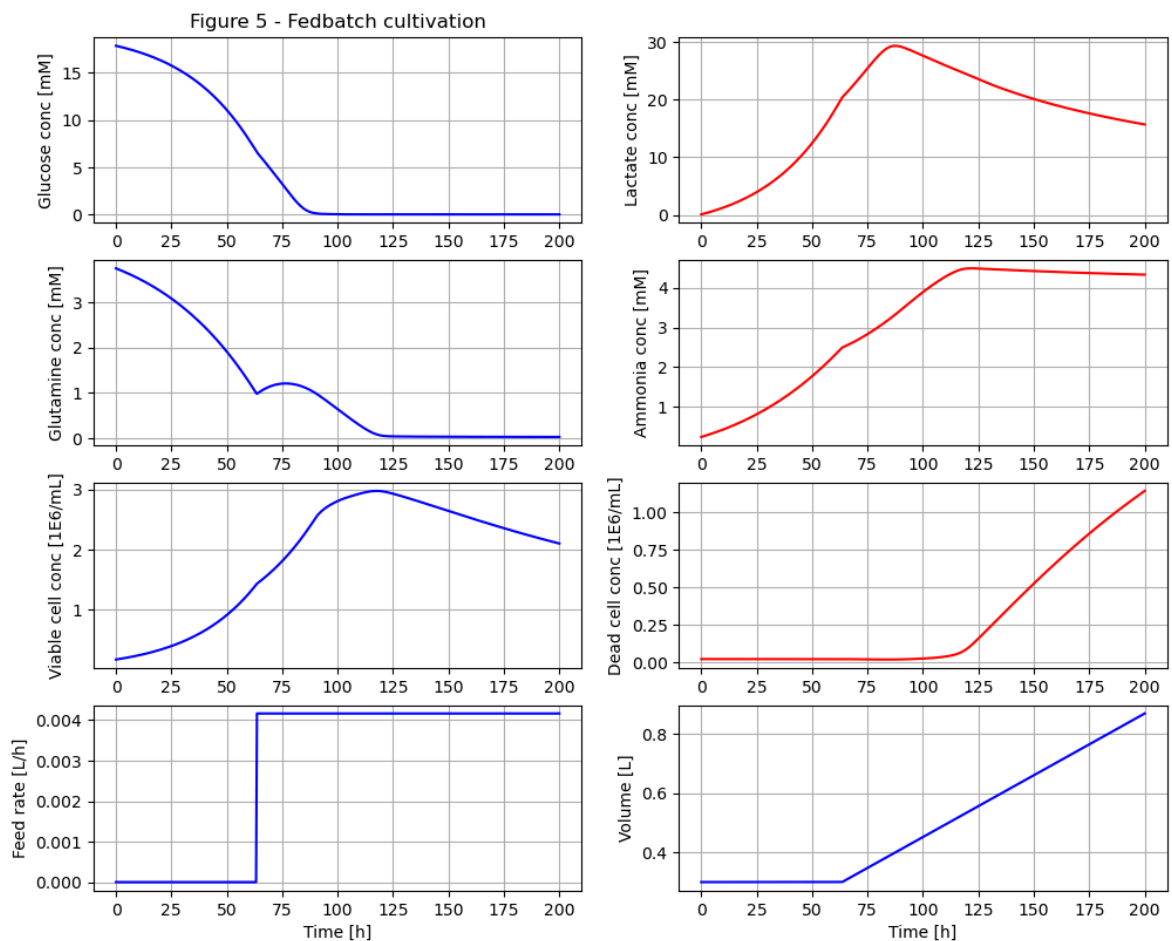 Figure 5 - Fedbatch cultivation
Glucose conc [mM]
15
10
5
0
0 25 50 75 100 125 150 175 200
Lactate conc [mM]
30
20
10
0
0 25 50 75 100 125 150 175 200
Glutamine conc [mM]
3
2
1
0
0 25 50 75 100 125 150 175 200
Ammonia conc [mM]
4
3
2
1
0 25 50 75 100 125 150 175 200
Viable cell conc [1E6/mL]
3
2
1
0 25 50 75 100 125 150 175 200
Dead cell conc [1E6/mL]
1.00
0.75
0.50
0.25
0.00
0 25 50 75 100 125 150 175 200
Feed rate [L/h]
0.004
0.003
0.002
0.001
0.000
0 25 50 75 100 125 150 175 200
Time [h]
Volume [L]
0.8
0.6
0.4
0 25 50 75 100 125 150 175 200
Time [h]